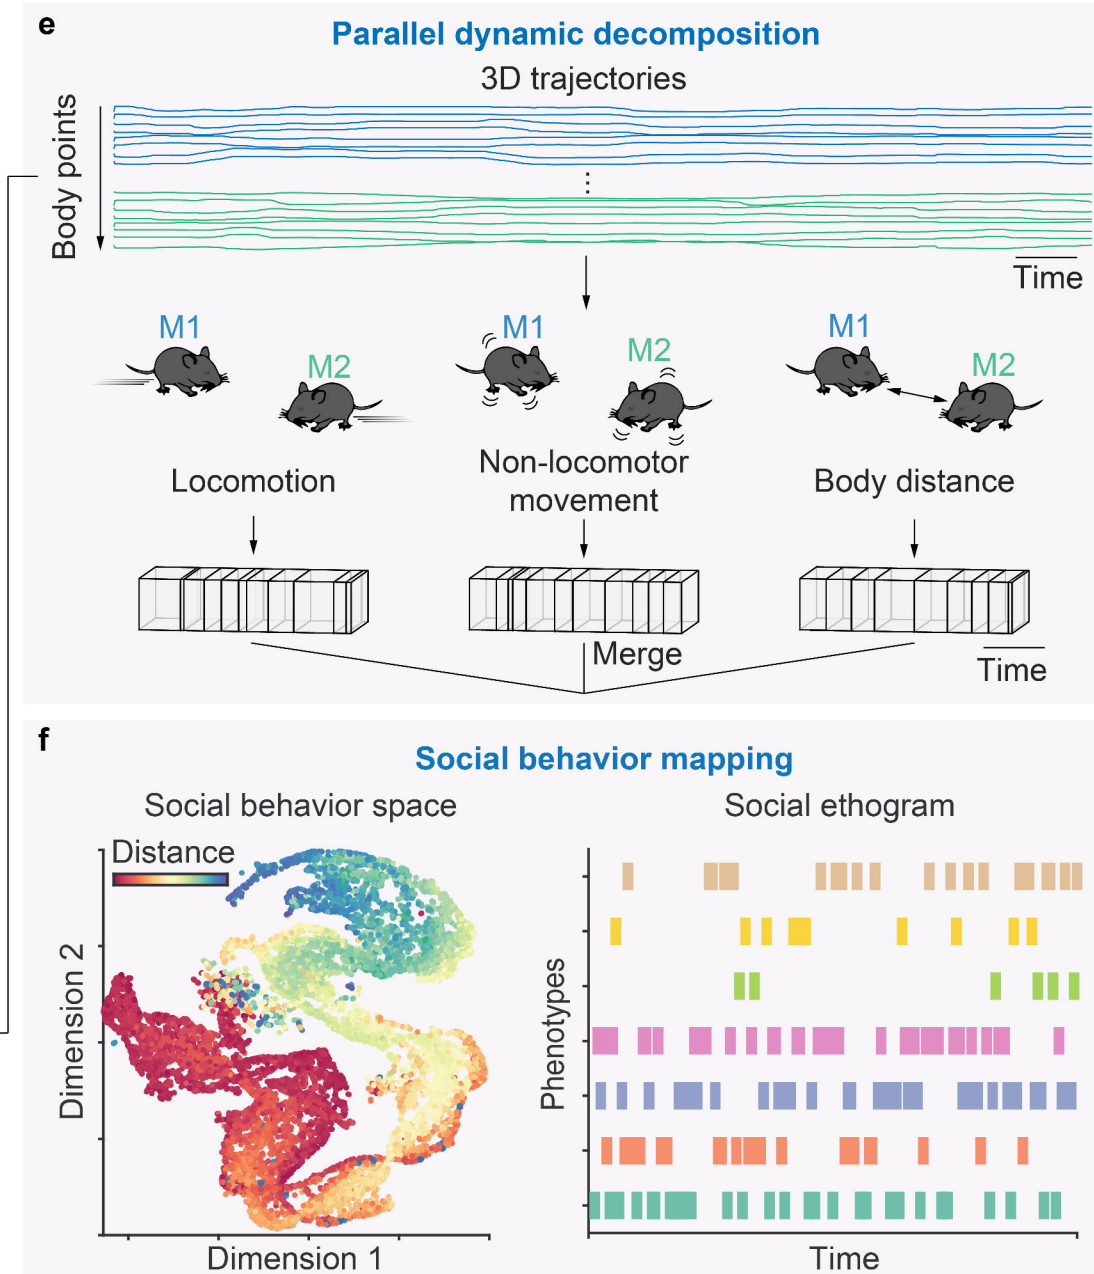 e
Parallel dynamic decomposition
3D trajectories
Body points
Time
M1
M2
M1
M2
M1
M2
Locomotion
Non-locomotor
movement
Body distance
Merge
Time
f
Social behavior mapping
Social behavior space
Social ethogram
Distance
Dimension 2
Dimension 1
Phenotypes
Time